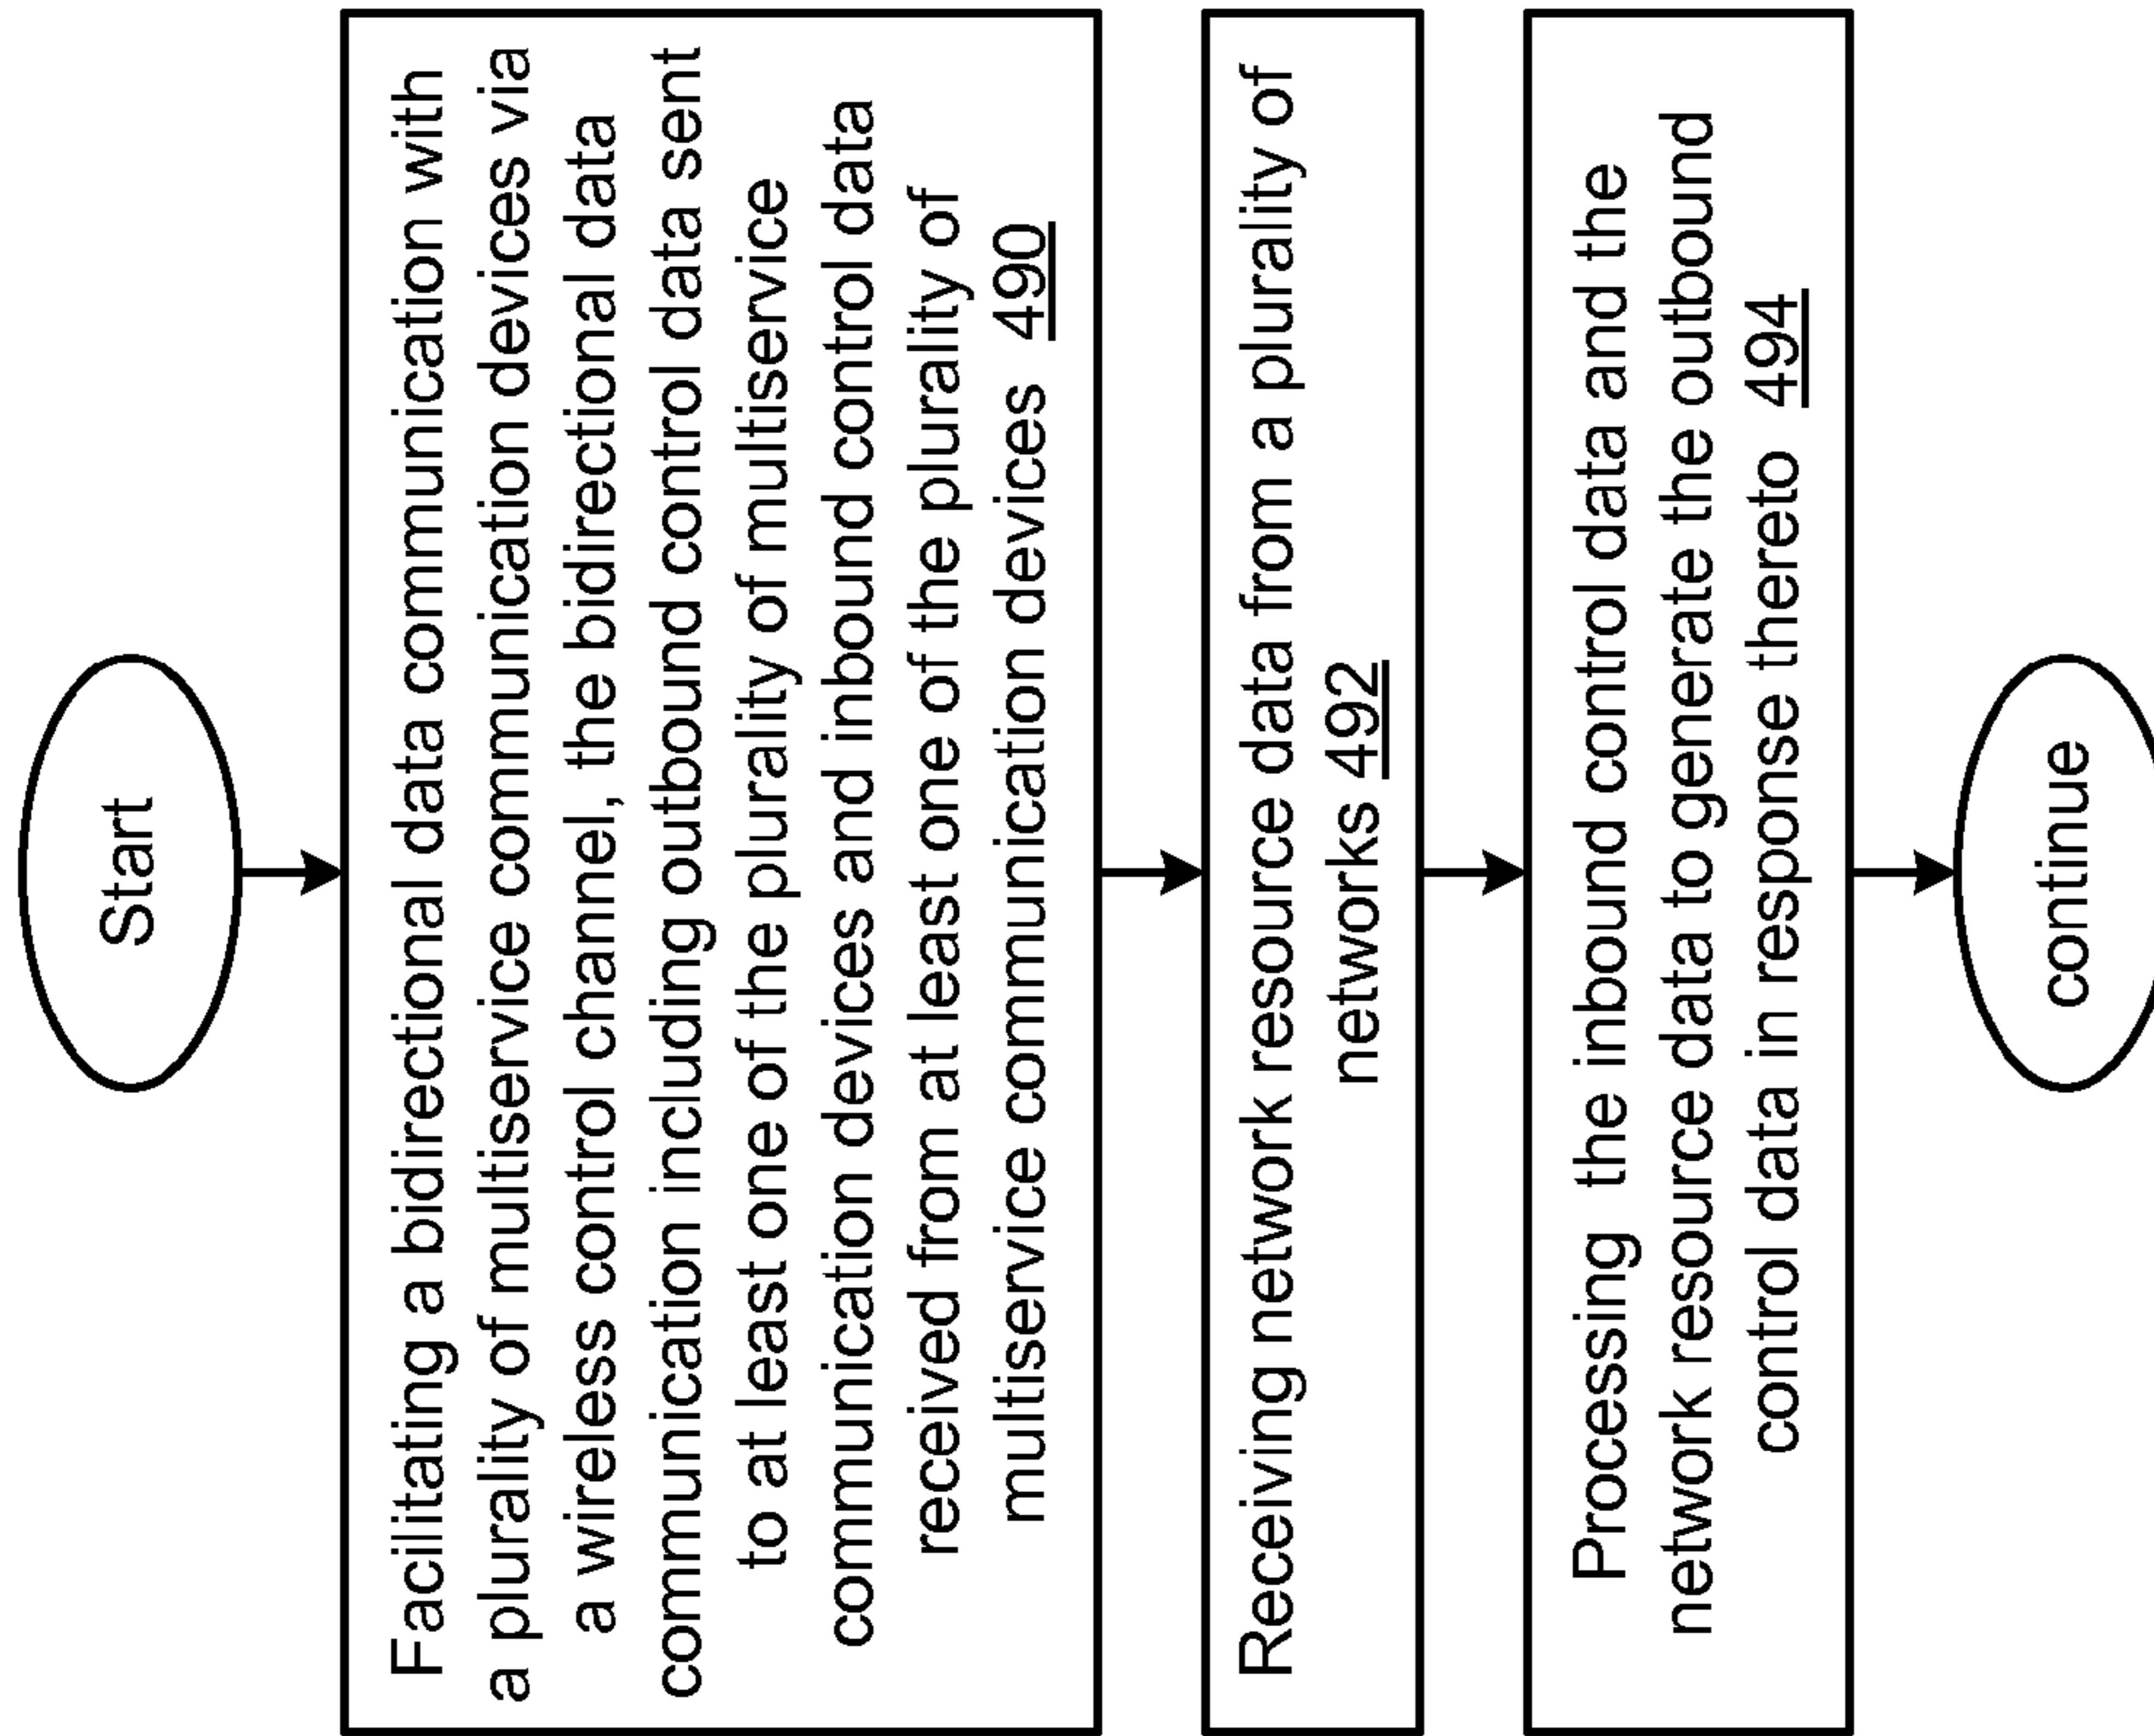 Start
Facilitating a bidirectional data communication with
a plurality of multiservice communication devices via
a wireless control channel, the bidirectional data
communication including outbound control data sent
to at least one of the plurality of multiservice
communication devices and inbound control data
received from at least one of the plurality of
multiservice communication devices 490
Receiving network resource data from a plurality of
networks 492
Processing the inbound control data and the
network resource data to generate the outbound
control data in response thereto 494
continue